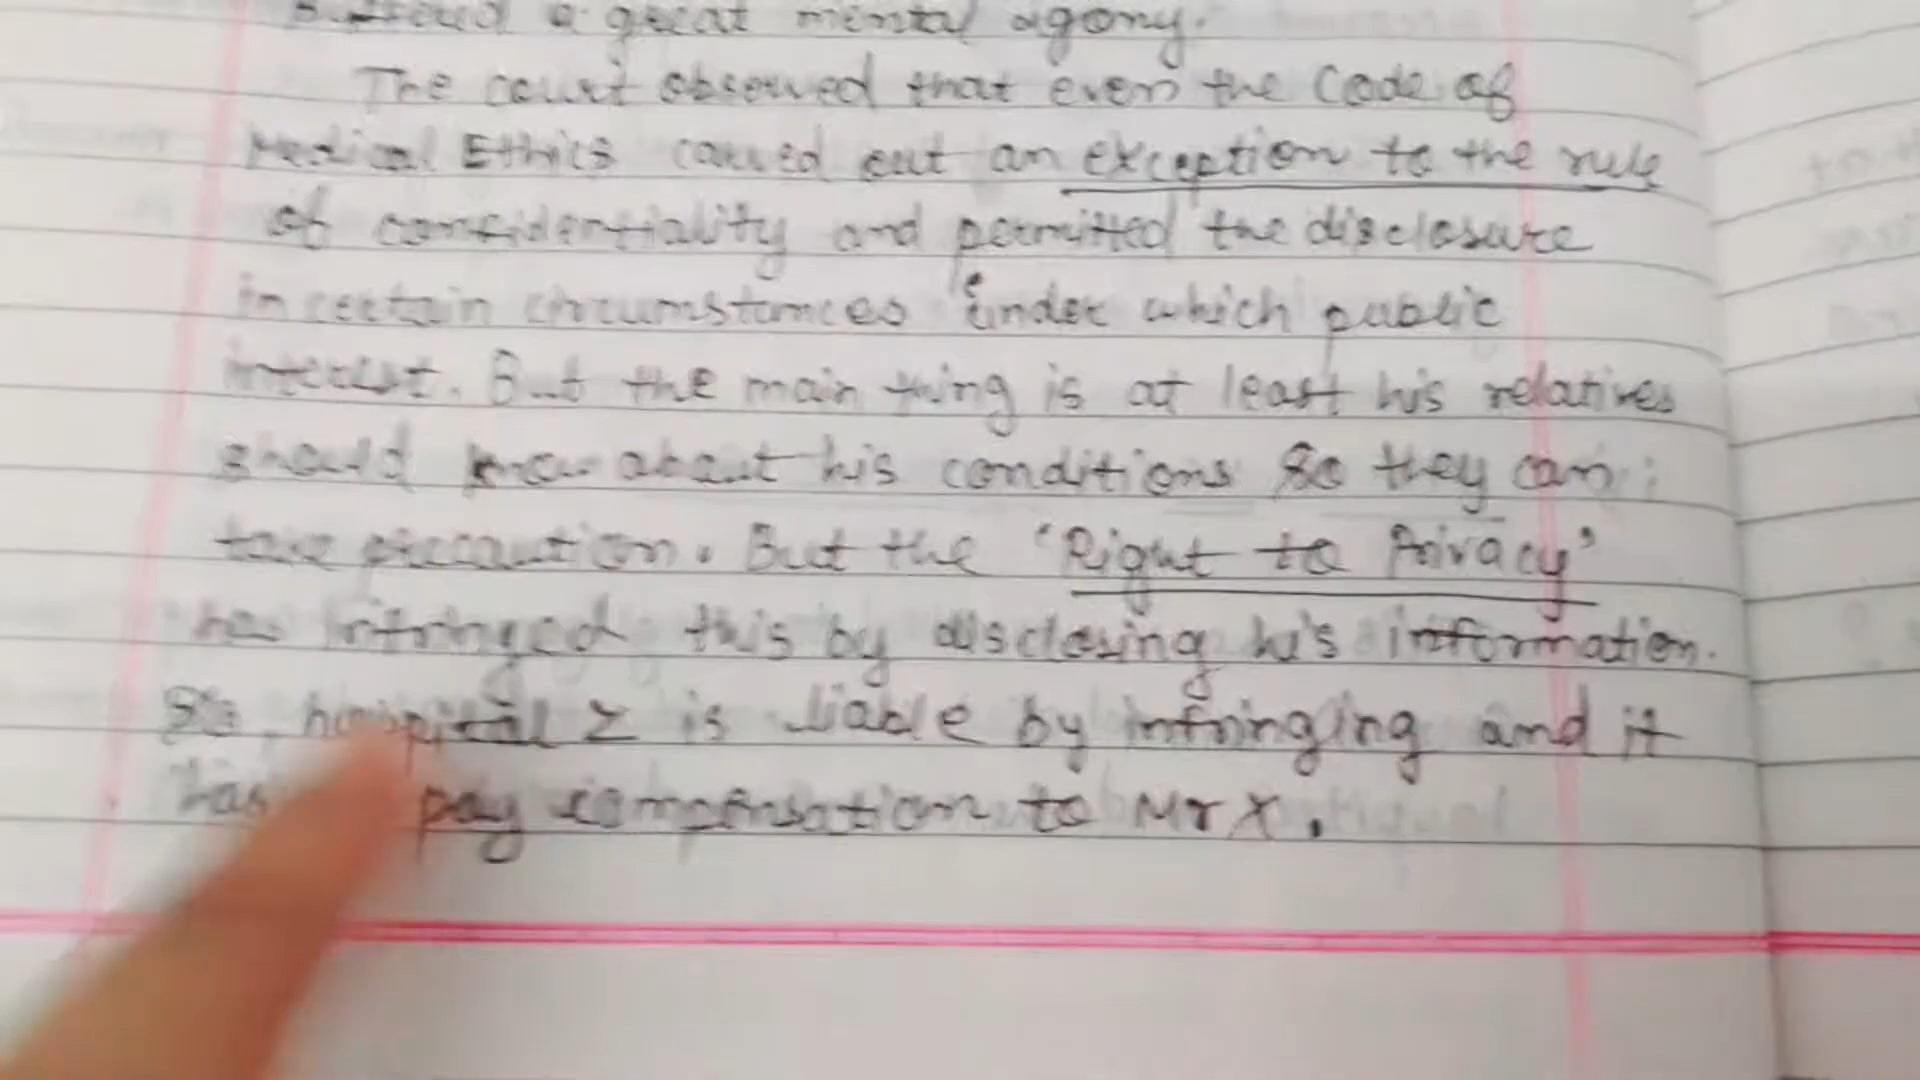 a great mental agony.
The court observed that even the Code of
Medical Ethics carved out an exception to the rule
of confidentiality and permitted the disclosure
in certain circumstances under which public
interest. But the main thing is at least his relatives
should know about his conditions so they can
take precaution. But the 'Right to Privacy'
has infringed this by disclosing his information.
So, hospital Z is liable by infringing and it
has pay compensation to Mr X.